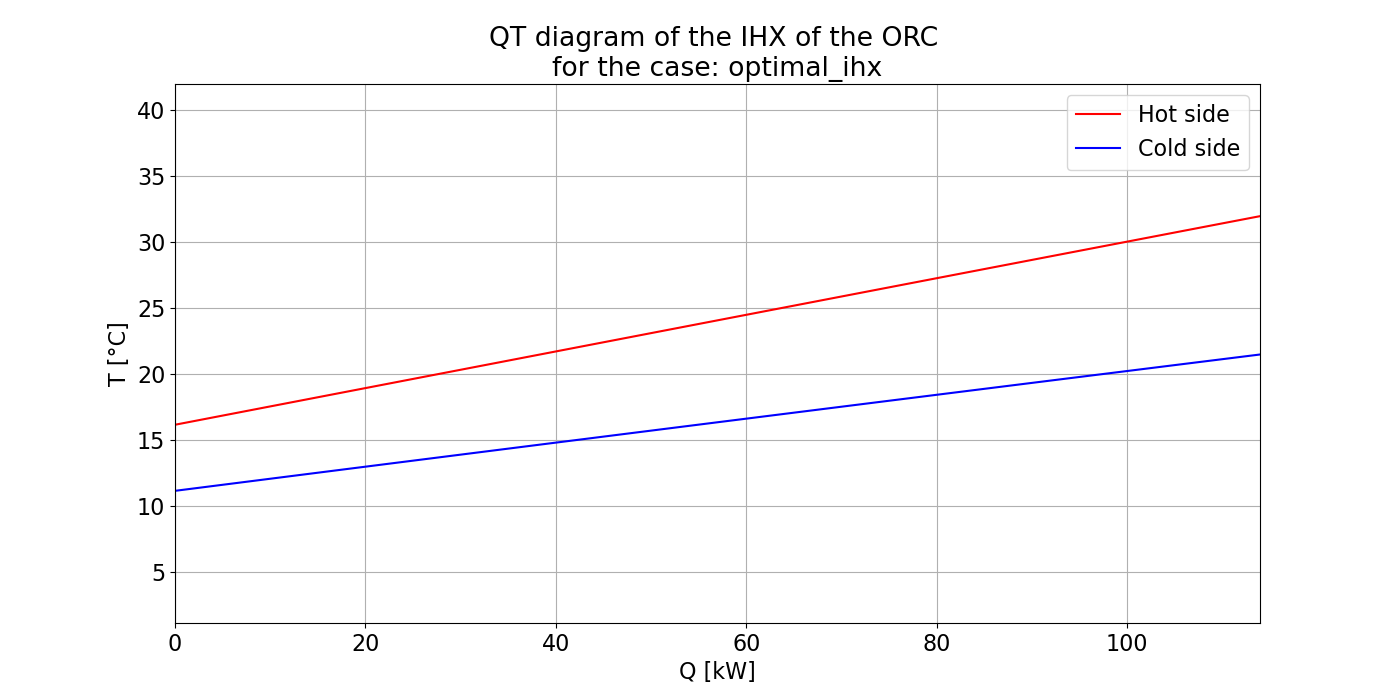 QT diagram of the IHX of the ORC
for the case: optimal_ihx
40
35
30
25
20
15
10
5
T [°C]
Hot side
Cold side
0 20 40 60 80 100
Q [kW]